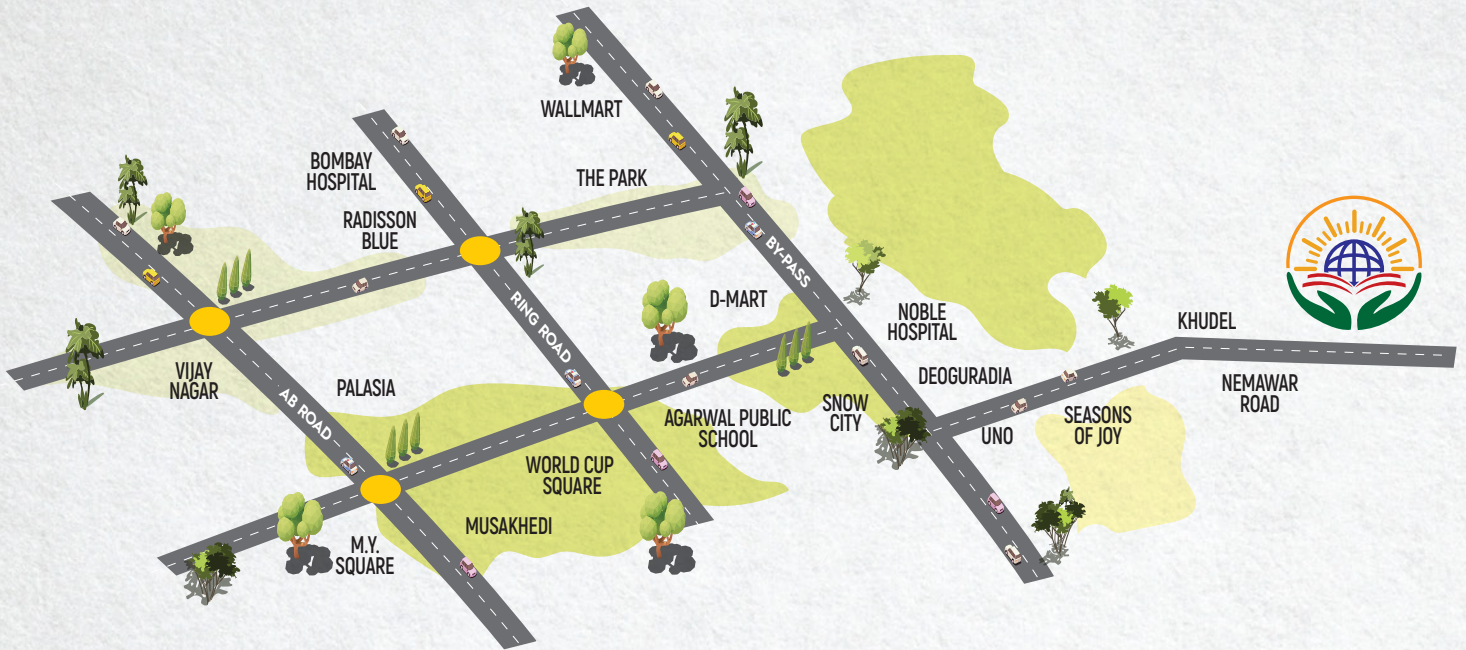 WALLMART
BOMBAY
HOSPITAL
THE PARK
RADISSON
BLUE
BY-PASS
D-MART
RING ROAD
NOBLE
HOSPITAL
KHUDEL
VIJAY
NAGAR
PALASIA
AB ROAD
DEOGURADIA
NEMAWAR
ROAD
SNOW
CITY
AGARWAL PUBLIC
SCHOOL
UNO
SEASONS
OF JOY
WORLD CUP
SQUARE
MUSAKHEDI
M.Y.
SQUARE